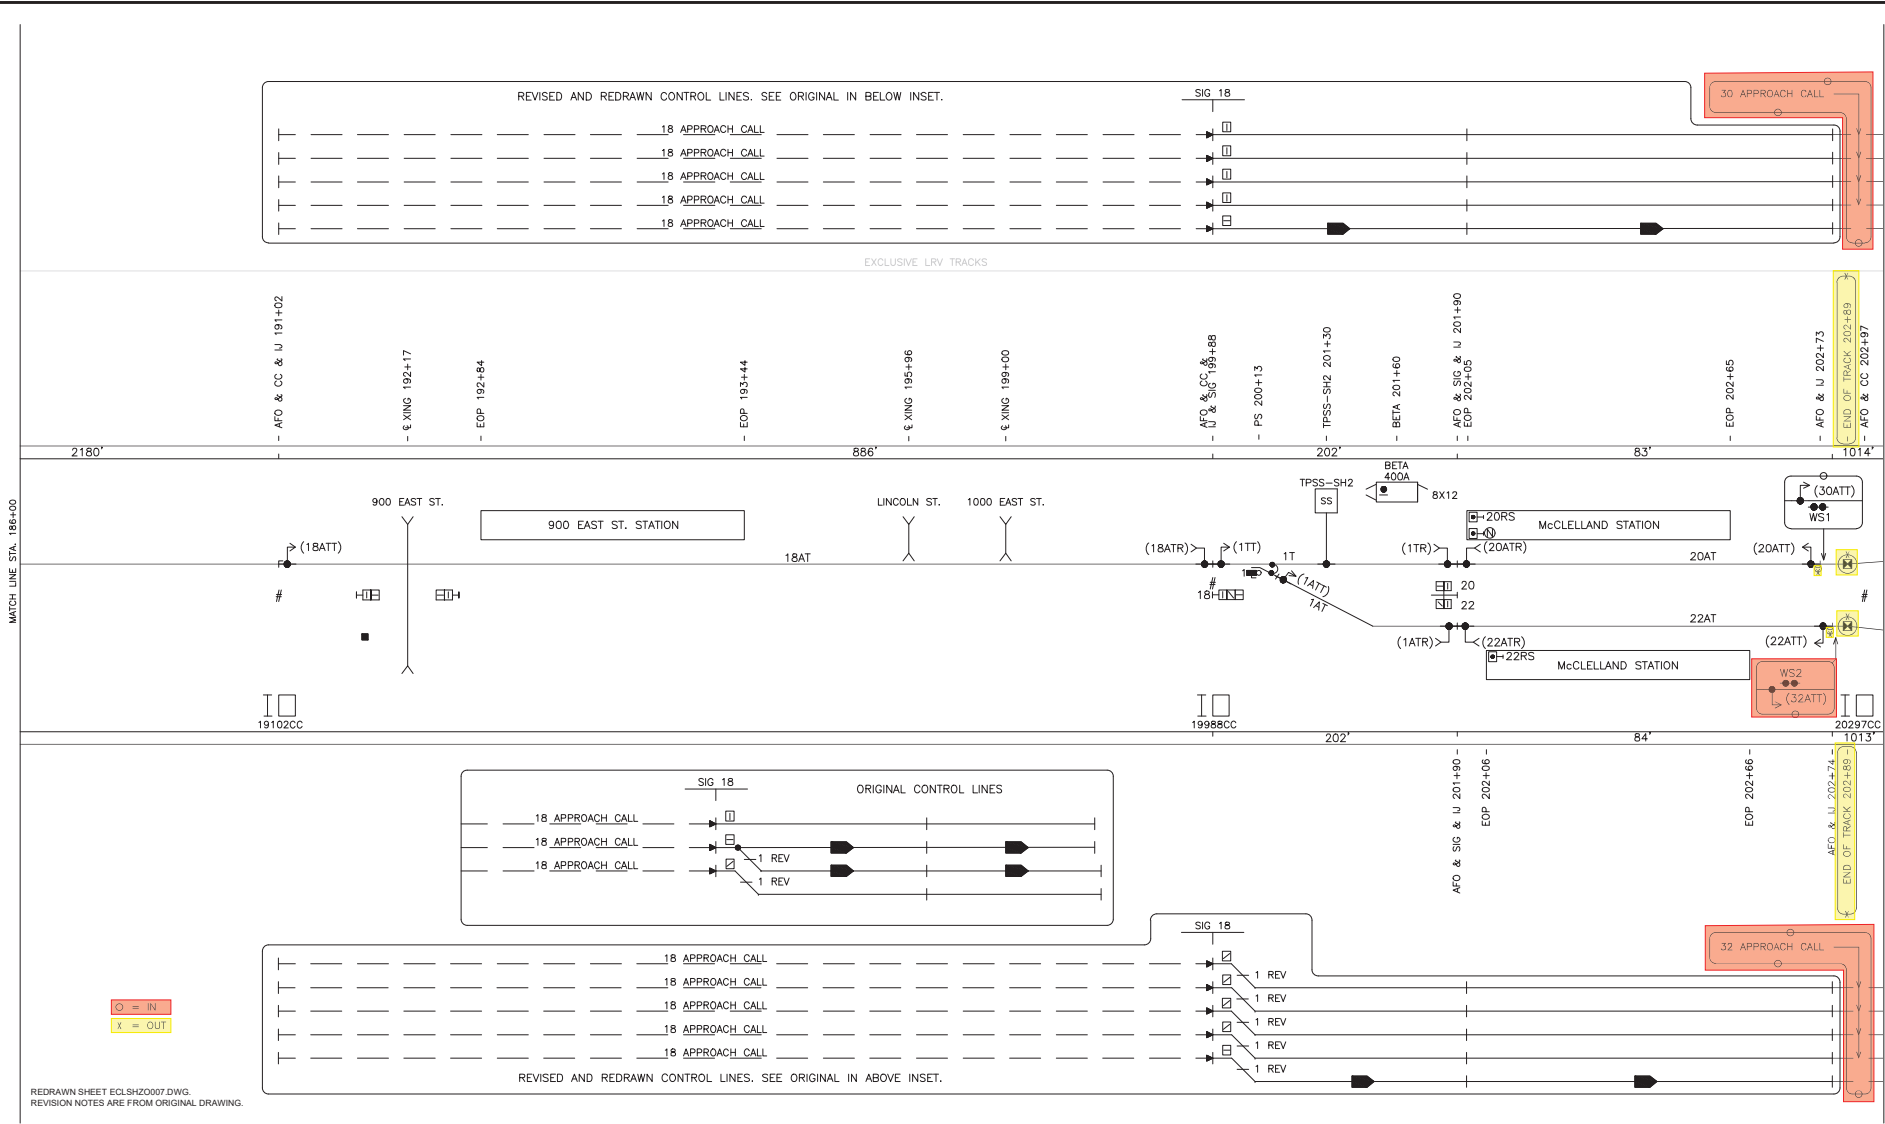 REVISED AND REDRAWN CONTROL LINES. SEE ORIGINAL IN BELOW INSET.
SIG 18
30 APPROACH CALL
18 APPROACH CALL
18 APPROACH CALL
18 APPROACH CALL
18 APPROACH CALL
18 APPROACH CALL
EXCLUSIVE LRV TRACKS
AFO & CC & IJ 191+02
℄ XING 192+17
EOP 192+84
EOP 193+44
℄ XING 195+96
℄ XING 199+00
AFO & CC &
IJ & SIG 199+88
PS 200+13
TPSS-SH2 201+30
BETA 201+60
AFO & SIG & IJ 201+90
EOP 202+05
EOP 202+65
AFO & IJ 202+73
END OF TRACK 202+89
AFO & CC 202+97
2180'
886'
202'
83'
1014'
MATCH LINE STA. 186+00
900 EAST ST.
900 EAST ST. STATION
LINCOLN ST.
1000 EAST ST.
TPSS-SH2
SS
BETA
400A
8X12
20RS
N
McCLELLAND STATION
(30ATT)
WS1
(18ATT)
18AT
(18ATR)
(1TT)
1T
(1TR)
(20ATR)
20AT
(20ATT)
1
(1ATT)
1AT
#
#
18
20
22
#
22AT
(1ATR)
(22ATR)
(22ATT)
22RS
McCLELLAND STATION
WS2
(32ATT)
19102CC
19988CC
20297CC
202'
84'
1013'
SIG 18
ORIGINAL CONTROL LINES
18 APPROACH CALL
18 APPROACH CALL
1 REV
18 APPROACH CALL
1 REV
AFO & SIG & IJ 201+90
EOP 202+06
EOP 202+66
AFO & IJ 202+74
END OF TRACK 202+89
SIG 18
32 APPROACH CALL
18 APPROACH CALL
1 REV
18 APPROACH CALL
1 REV
18 APPROACH CALL
1 REV
18 APPROACH CALL
1 REV
18 APPROACH CALL
1 REV
REVISED AND REDRAWN CONTROL LINES. SEE ORIGINAL IN ABOVE INSET.
O = IN
X = OUT
REDRAWN SHEET ECLSHZO007.DWG.
REVISION NOTES ARE FROM ORIGINAL DRAWING.